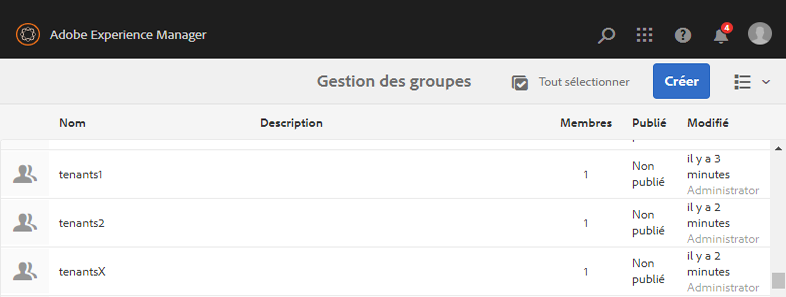 Adobe Experience Manager
4
Gestion des groupes
Tout sélectionner
Créer
Nom Description Membres Publié Modifié
tenants1 1 Non publié il y a 3 minutes Administrator
tenants2 1 Non publié il y a 2 minutes Administrator
tenantsX 1 Non publié il y a 2 minutes Administrator